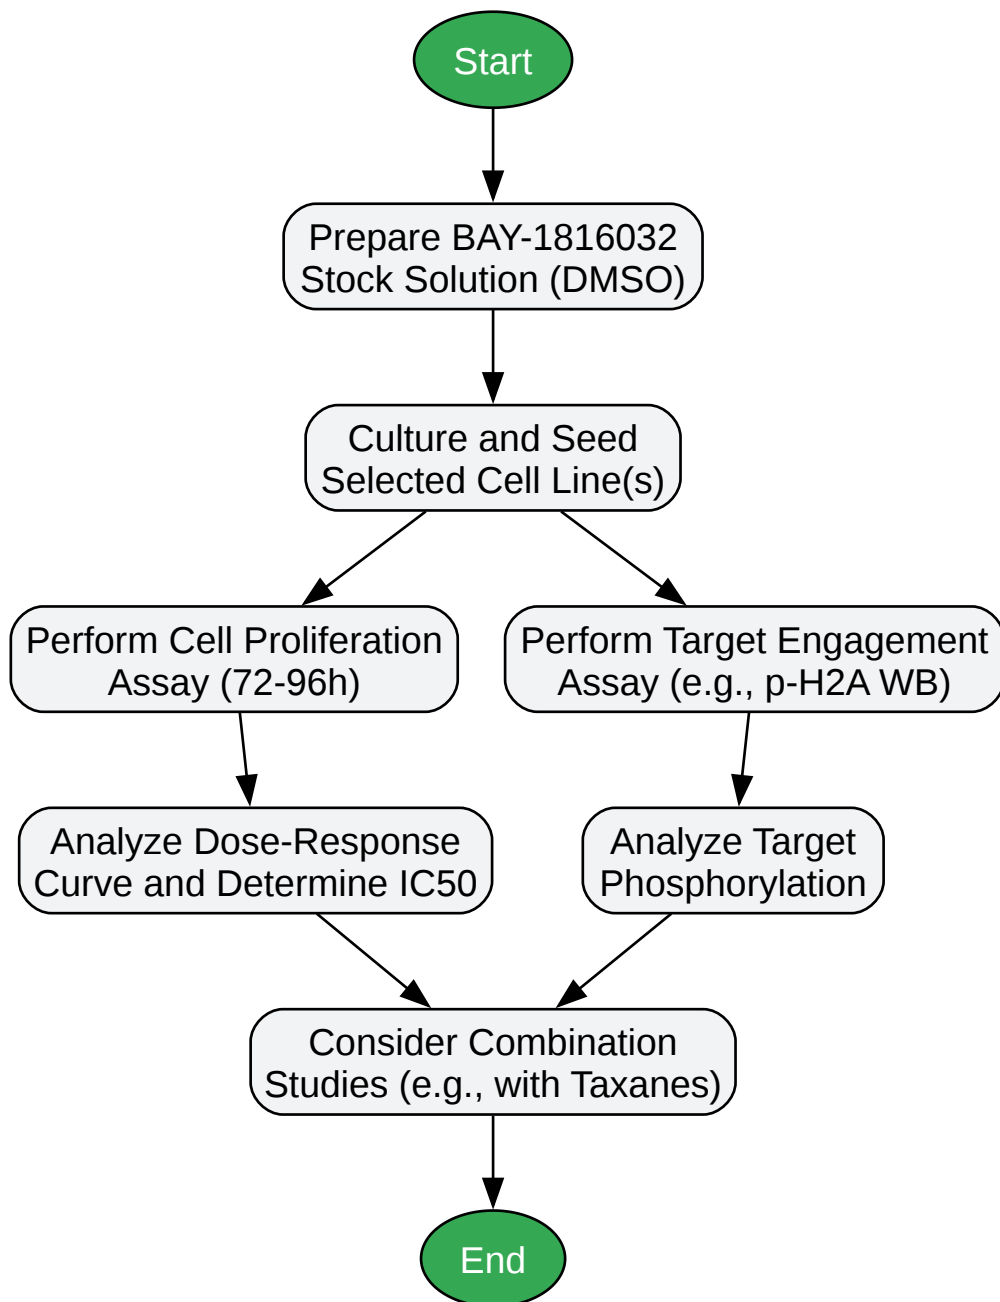 Start
Prepare BAY-1816032
Stock Solution (DMSO)
Culture and Seed
Selected Cell Line(s)
Perform Cell Proliferation
Assay (72-96h)
Perform Target Engagement
Assay (e.g., p-H2A WB)
Analyze Dose-Response
Curve and Determine IC50
Analyze Target
Phosphorylation
Consider Combination
Studies (e.g., with Taxanes)
End